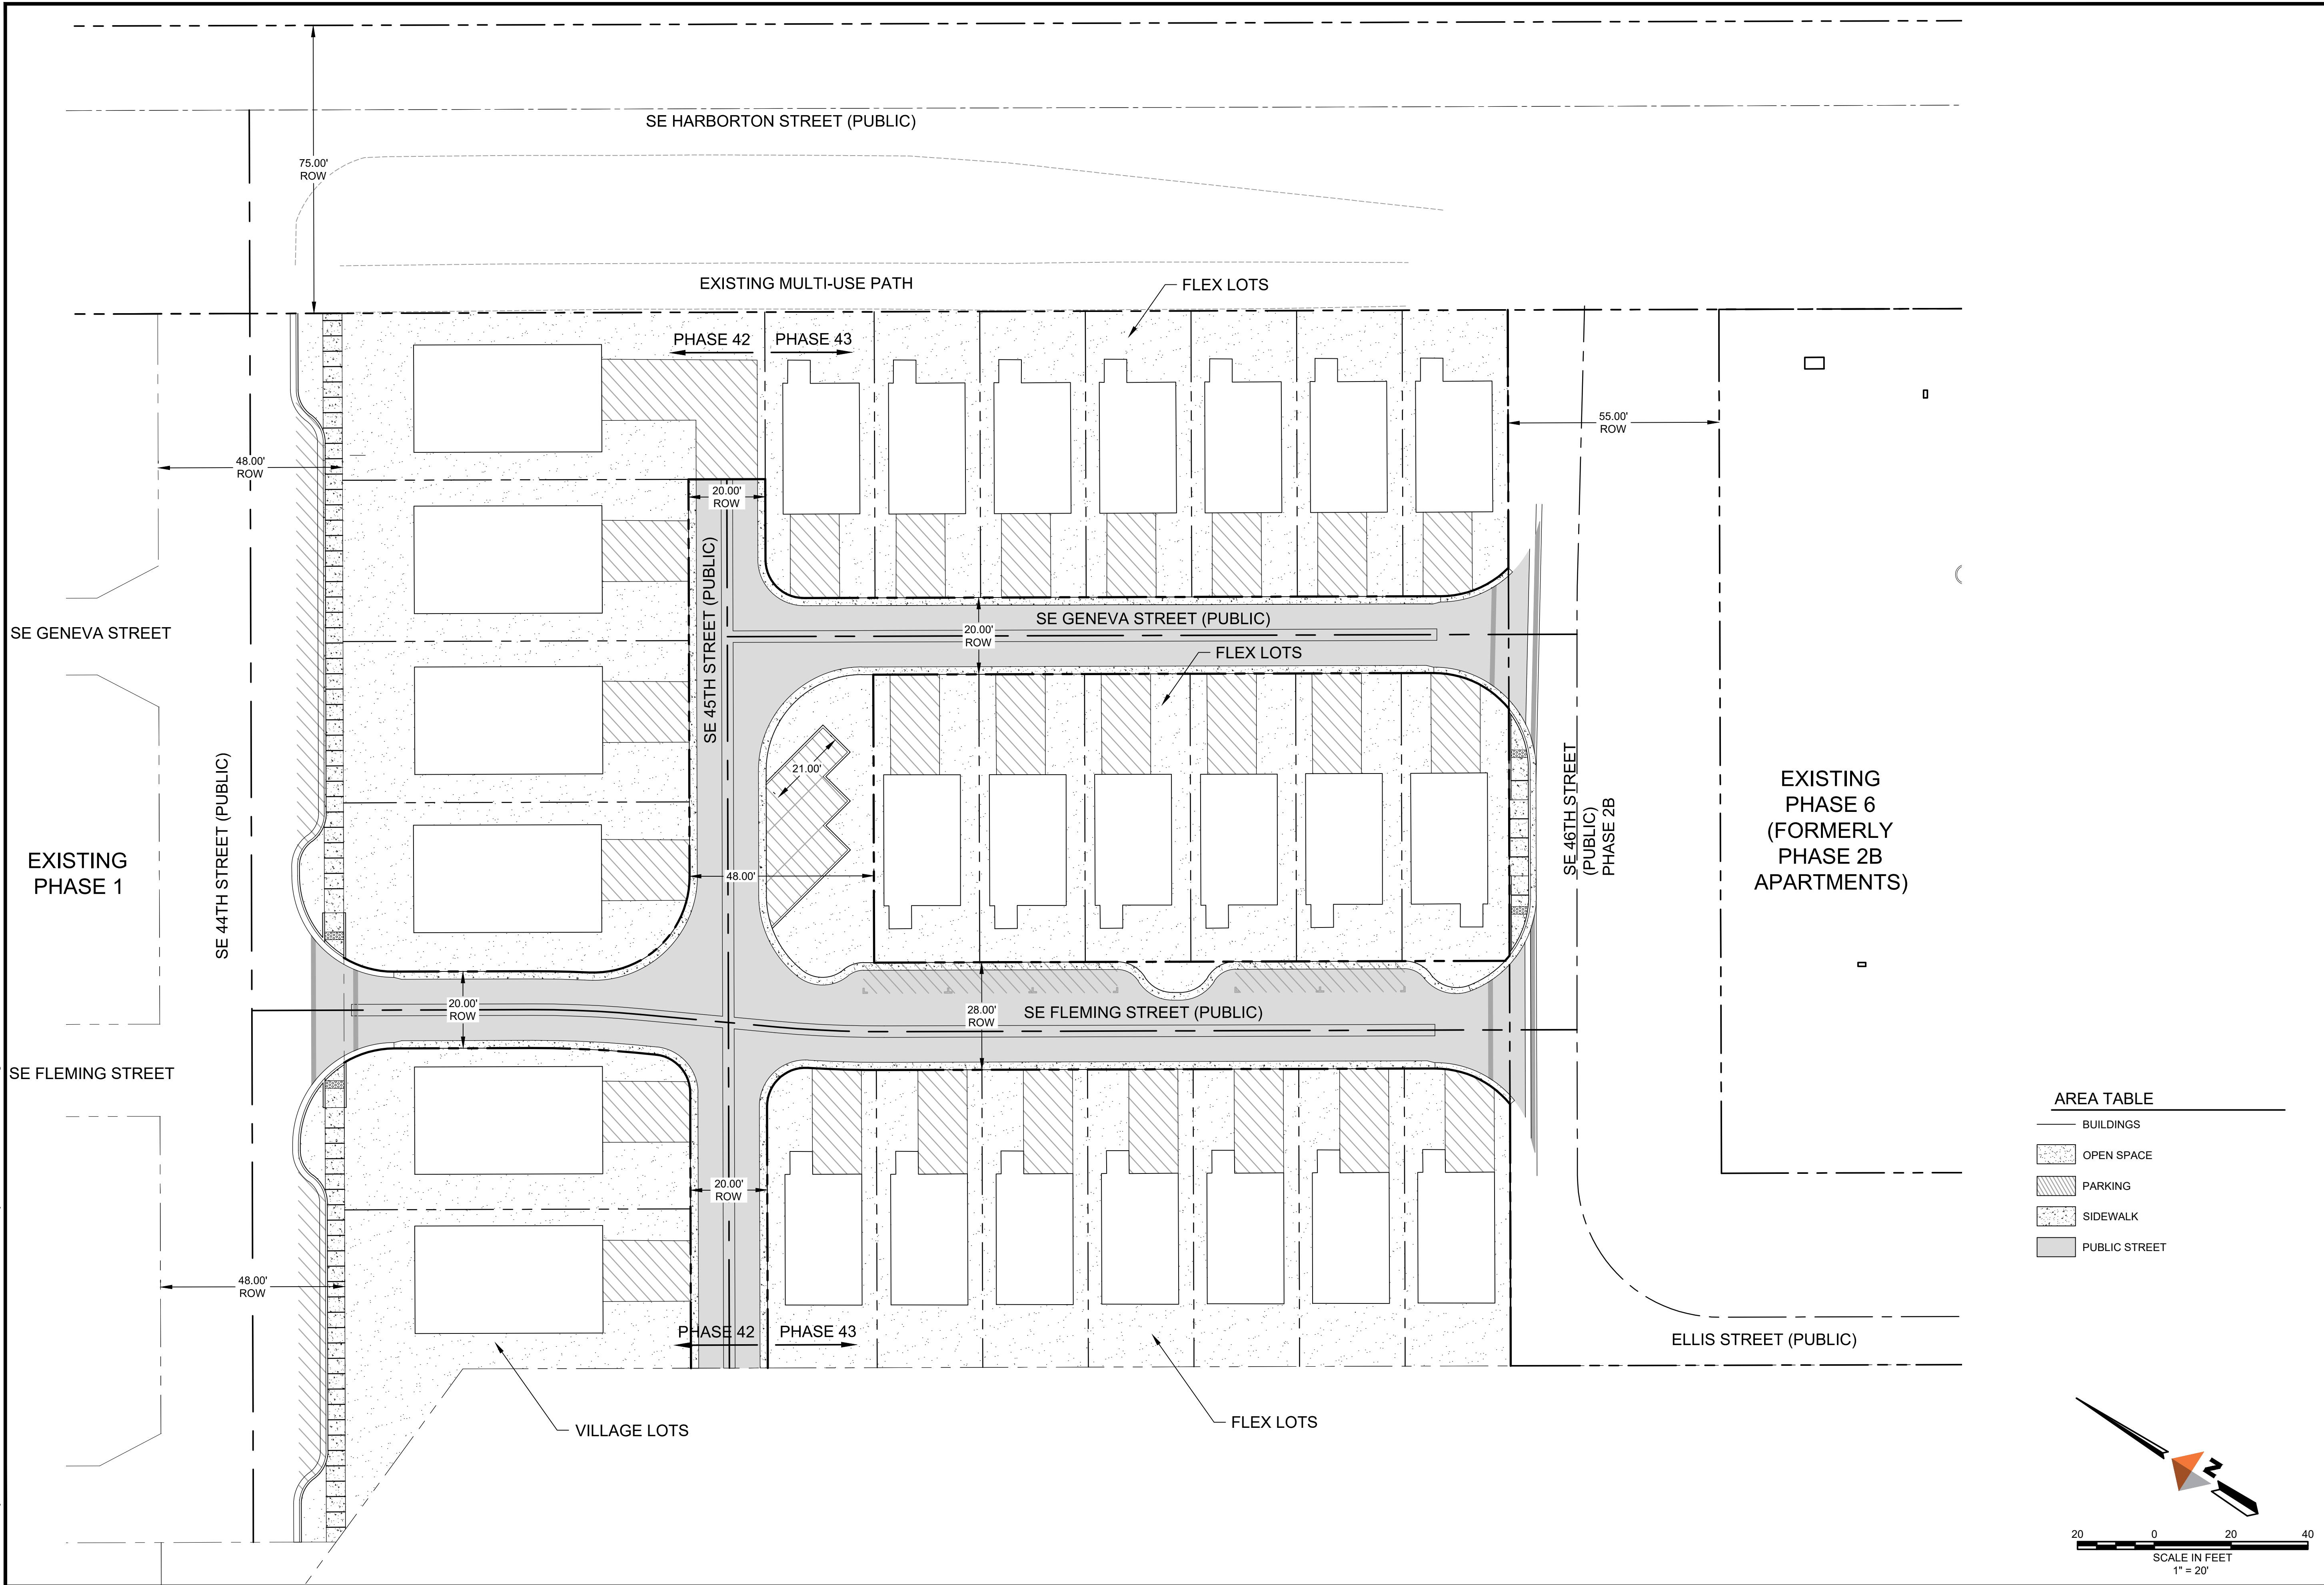 SE HARBORTON STREET (PUBLIC)
75.00'
ROW
EXISTING MULTI-USE PATH
FLEX LOTS
PHASE 42
PHASE 43
55.00'
ROW
48.00'
ROW
20.00'
ROW
SE 45TH STREET (PUBLIC)
SE GENEVA STREET
SE GENEVA STREET (PUBLIC)
20.00'
ROW
FLEX LOTS
21.00'
SE 44TH STREET (PUBLIC)
EXISTING
PHASE 1
48.00'
SE 46TH STREET
(PUBLIC)
PHASE 2B
EXISTING
PHASE 6
(FORMERLY
PHASE 2B
APARTMENTS)
20.00'
ROW
28.00'
ROW
SE FLEMING STREET (PUBLIC)
SE FLEMING STREET
20.00'
ROW
48.00'
ROW
PHASE 42
PHASE 43
ELLIS STREET (PUBLIC)
VILLAGE LOTS
FLEX LOTS
AREA TABLE
BUILDINGS
OPEN SPACE
PARKING
SIDEWALK
PUBLIC STREET
N
20 0 20 40
SCALE IN FEET
1" = 20'